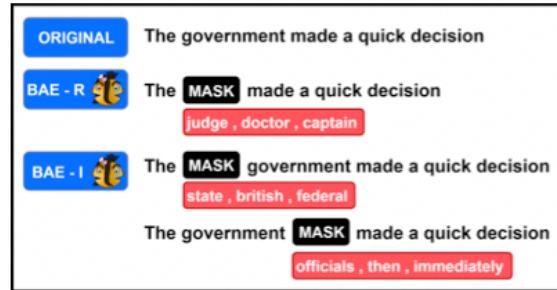 ORIGINAL The government made a quick decision
BAE - R The MASK made a quick decision
judge , doctor , captain
BAE - I The MASK government made a quick decision
state , british , federal
The government MASK made a quick decision
officials , then , immediately